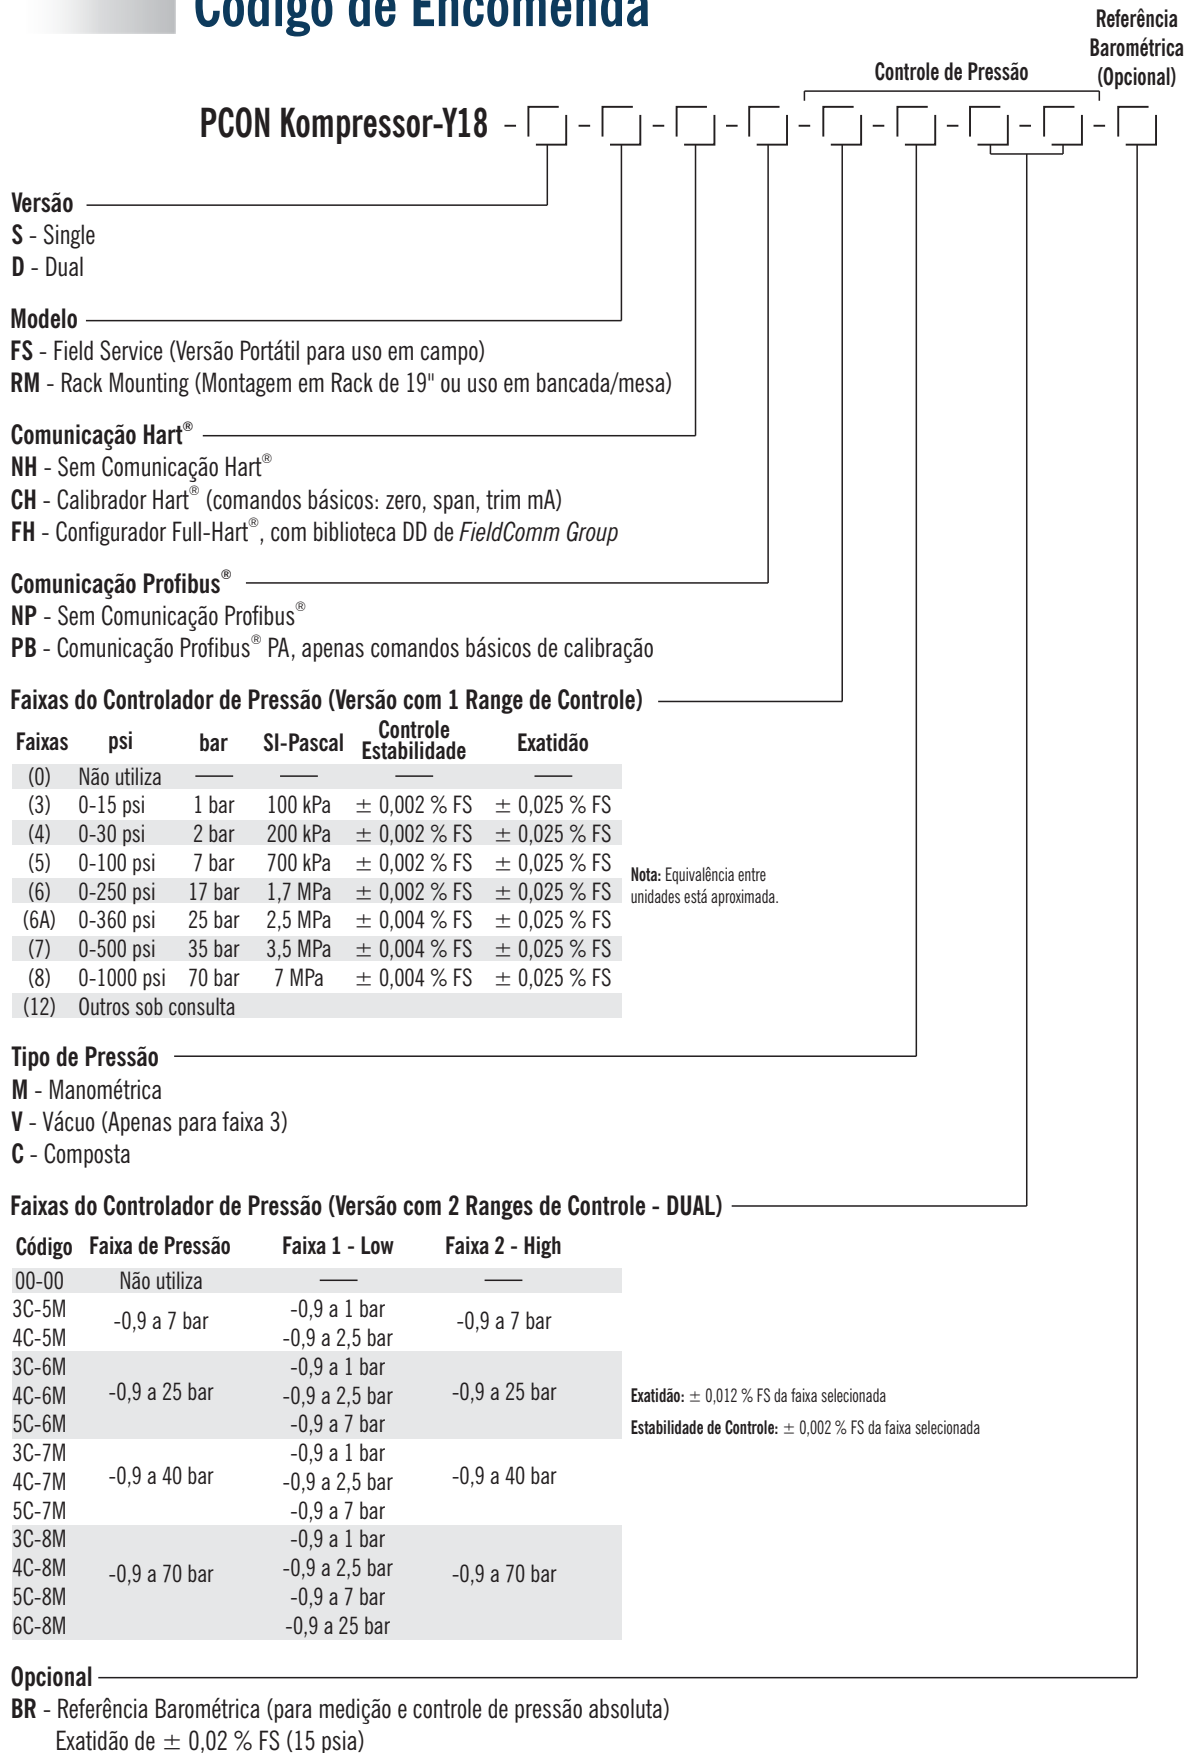 Código de Encomenda
Referência
Barométrica
(Opcional)
Controle de Pressão
PCON Kompressor-Y18 - - - - - - - - -
Versão
S - Single
D - Dual
Modelo
FS - Field Service (Versão Portátil para uso em campo)
RM - Rack Mounting (Montagem em Rack de 19" ou uso em bancada/mesa)
Comunicação Hart®
NH - Sem Comunicação Hart®
CH - Calibrador Hart® (comandos básicos: zero, span, trim mA)
FH - Configurador Full-Hart®, com biblioteca DD de FieldComm Group
Comunicação Profibus®
NP - Sem Comunicação Profibus®
PB - Comunicação Profibus® PA, apenas comandos básicos de calibração
Faixas do Controlador de Pressão (Versão com 1 Range de Controle)
Faixas psi bar SI-Pascal Controle Estabilidade Exatidão
(0) Não utiliza —— —— —— ——
(3) 0-15 psi 1 bar 100 kPa ± 0,002 % FS ± 0,025 % FS
(4) 0-30 psi 2 bar 200 kPa ± 0,002 % FS ± 0,025 % FS
(5) 0-100 psi 7 bar 700 kPa ± 0,002 % FS ± 0,025 % FS
(6) 0-250 psi 17 bar 1,7 MPa ± 0,002 % FS ± 0,025 % FS
(6A) 0-360 psi 25 bar 2,5 MPa ± 0,004 % FS ± 0,025 % FS
(7) 0-500 psi 35 bar 3,5 MPa ± 0,004 % FS ± 0,025 % FS
(8) 0-1000 psi 70 bar 7 MPa ± 0,004 % FS ± 0,025 % FS
(12) Outros sob consulta
Nota: Equivalência entre
unidades está aproximada.
Tipo de Pressão
M - Manométrica
V - Vácuo (Apenas para faixa 3)
C - Composta
Faixas do Controlador de Pressão (Versão com 2 Ranges de Controle - DUAL)
Código Faixa de Pressão Faixa 1 - Low Faixa 2 - High
00-00 Não utiliza —— ——
3C-5M -0,9 a 7 bar -0,9 a 1 bar -0,9 a 7 bar
4C-5M -0,9 a 2,5 bar
3C-6M -0,9 a 1 bar
4C-6M -0,9 a 25 bar -0,9 a 2,5 bar -0,9 a 25 bar
5C-6M -0,9 a 7 bar
3C-7M -0,9 a 1 bar
4C-7M -0,9 a 40 bar -0,9 a 2,5 bar -0,9 a 40 bar
5C-7M -0,9 a 7 bar
3C-8M -0,9 a 1 bar
4C-8M -0,9 a 70 bar -0,9 a 2,5 bar -0,9 a 70 bar
5C-8M -0,9 a 7 bar
6C-8M -0,9 a 25 bar
Exatidão: ± 0,012 % FS da faixa selecionada
Estabilidade de Controle: ± 0,002 % FS da faixa selecionada
Opcional
BR - Referência Barométrica (para medição e controle de pressão absoluta)
Exatidão de ± 0,02 % FS (15 psia)